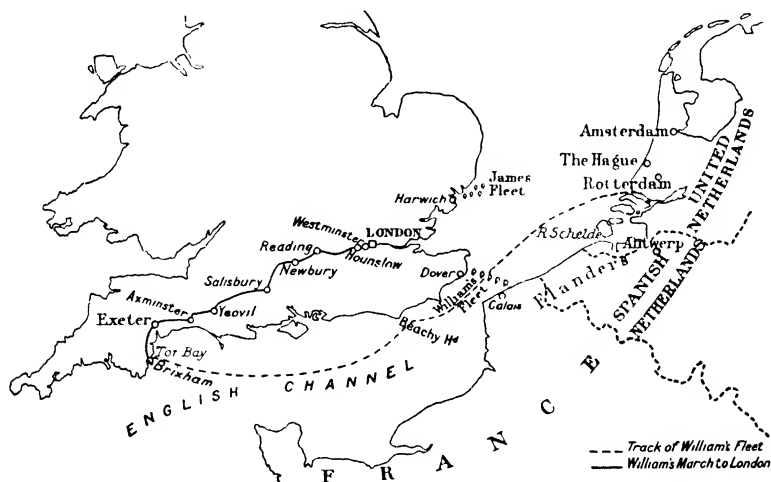 Amsterdam
The Hague
Rotterdam
UNITED
NETHERLANDS
James
Fleet
Harwich
Westminster
LONDON
Hounslow
Reading
Newbury
R. Schelde
Antwerp
Flanders
SPANISH
NETHERLANDS
Dover
William's
Fleet
Calais
Salisbury
Axminster
Yeovil
Exeter
Beachy Hd
Tor Bay
Brixham
ENGLISH CHANNEL
FRANCE
Track of William's Fleet
William's March to London